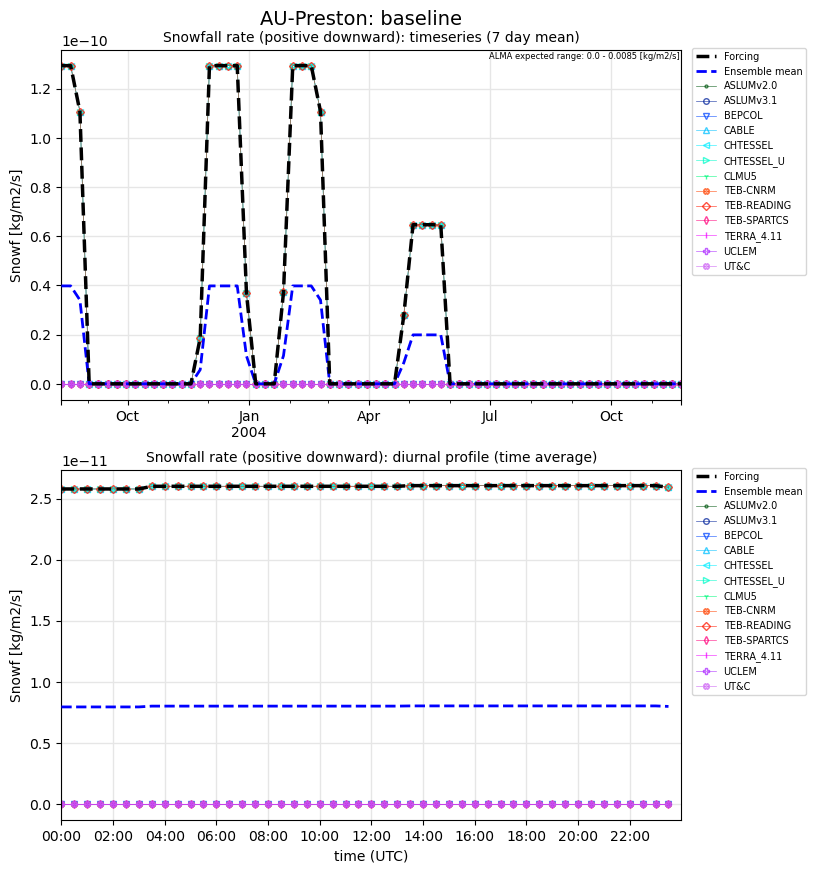 AU-Preston: baseline
Snowfall rate (positive downward): timeseries (7 day mean)
1e−10
ALMA expected range: 0.0 - 0.0085 [kg/m2/s]
Snowf [kg/m2/s]
1.2
1.0
0.8
0.6
0.4
0.2
0.0
Oct
Jan
2004
Apr
Jul
Oct
Forcing
Ensemble mean
ASLUMv2.0
ASLUMv3.1
BEPCOL
CABLE
CHTESSEL
CHTESSEL_U
CLMU5
TEB-CNRM
TEB-READING
TEB-SPARTCS
TERRA_4.11
UCLEM
UT&C
Snowfall rate (positive downward): diurnal profile (time average)
1e−11
Snowf [kg/m2/s]
2.5
2.0
1.5
1.0
0.5
0.0
00:00
02:00
04:00
06:00
08:00
10:00
12:00
14:00
16:00
18:00
20:00
22:00
time (UTC)
Forcing
Ensemble mean
ASLUMv2.0
ASLUMv3.1
BEPCOL
CABLE
CHTESSEL
CHTESSEL_U
CLMU5
TEB-CNRM
TEB-READING
TEB-SPARTCS
TERRA_4.11
UCLEM
UT&C